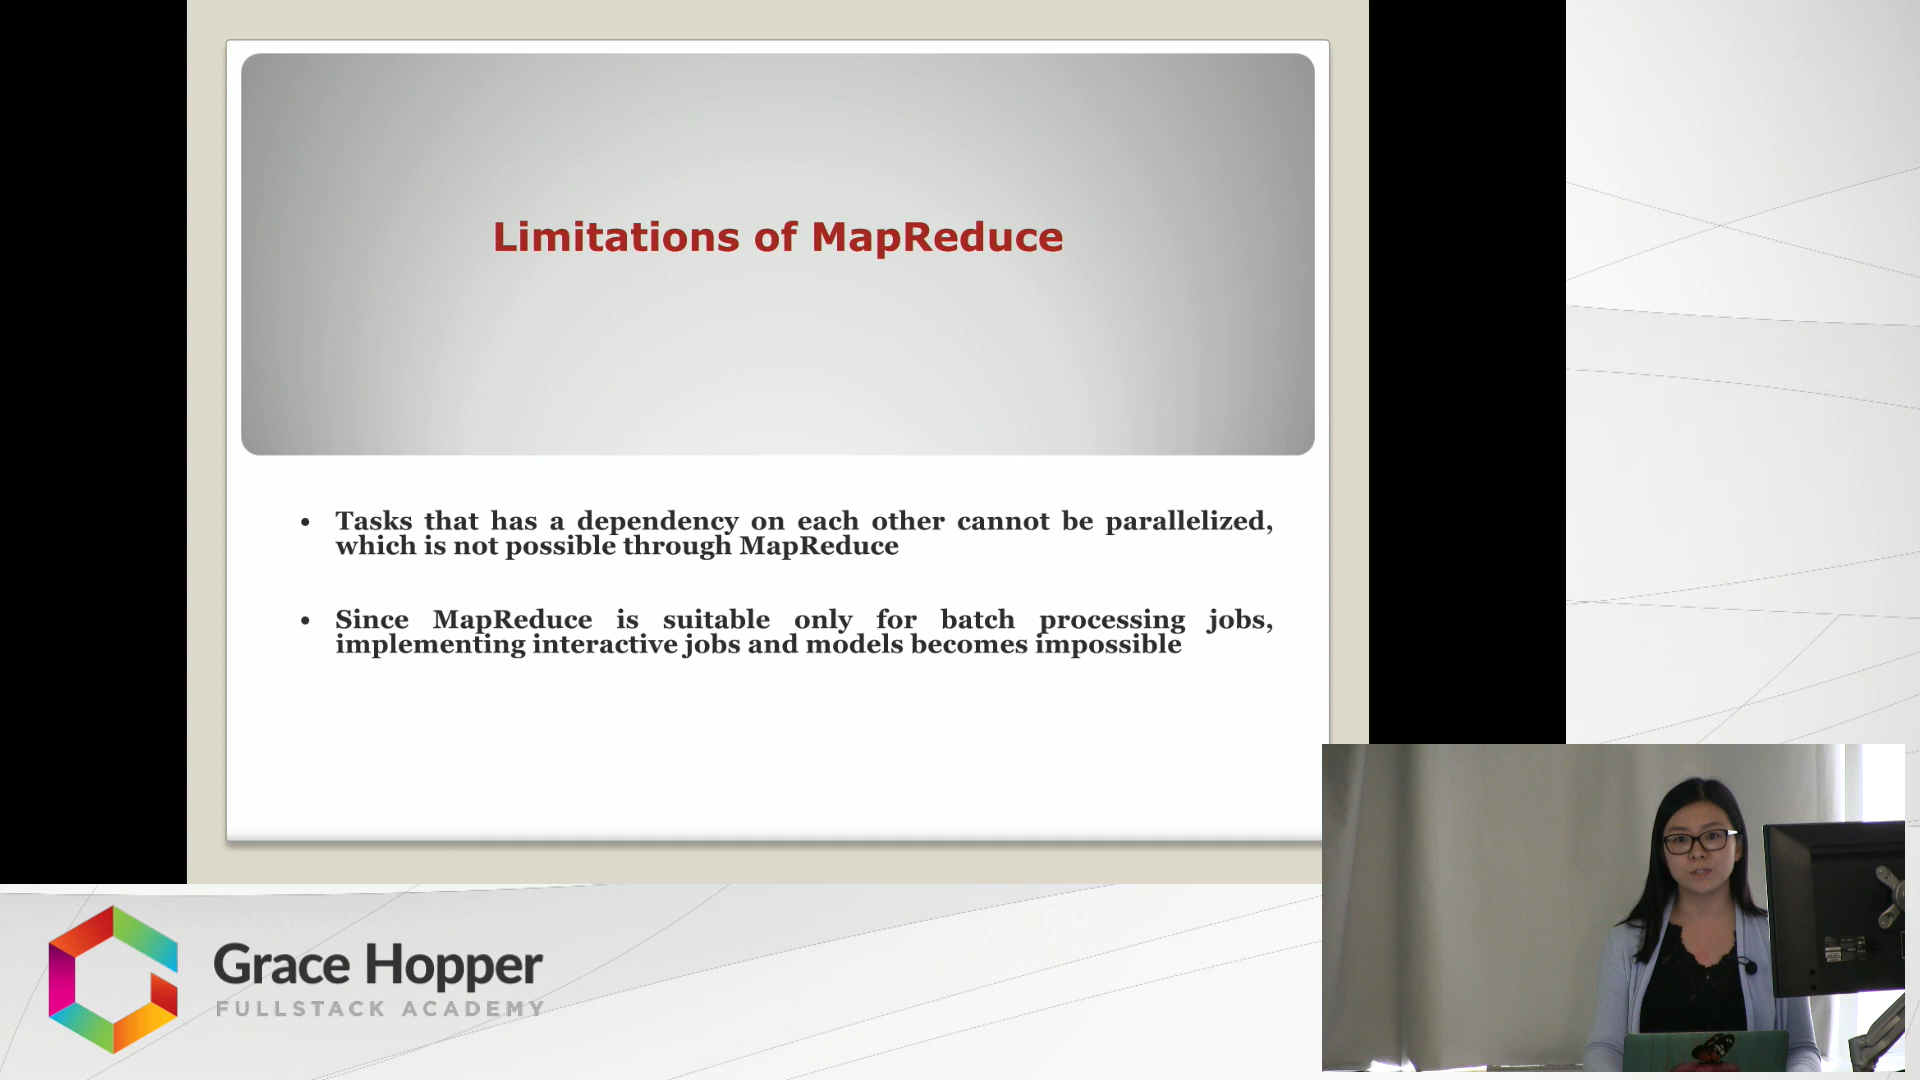 Limitations of MapReduce
• Tasks that has a dependency on each other cannot be parallelized,
which is not possible through MapReduce
• Since MapReduce is suitable only for batch processing jobs,
implementing interactive jobs and models becomes impossible
Grace Hopper
FULLSTACK ACADEMY